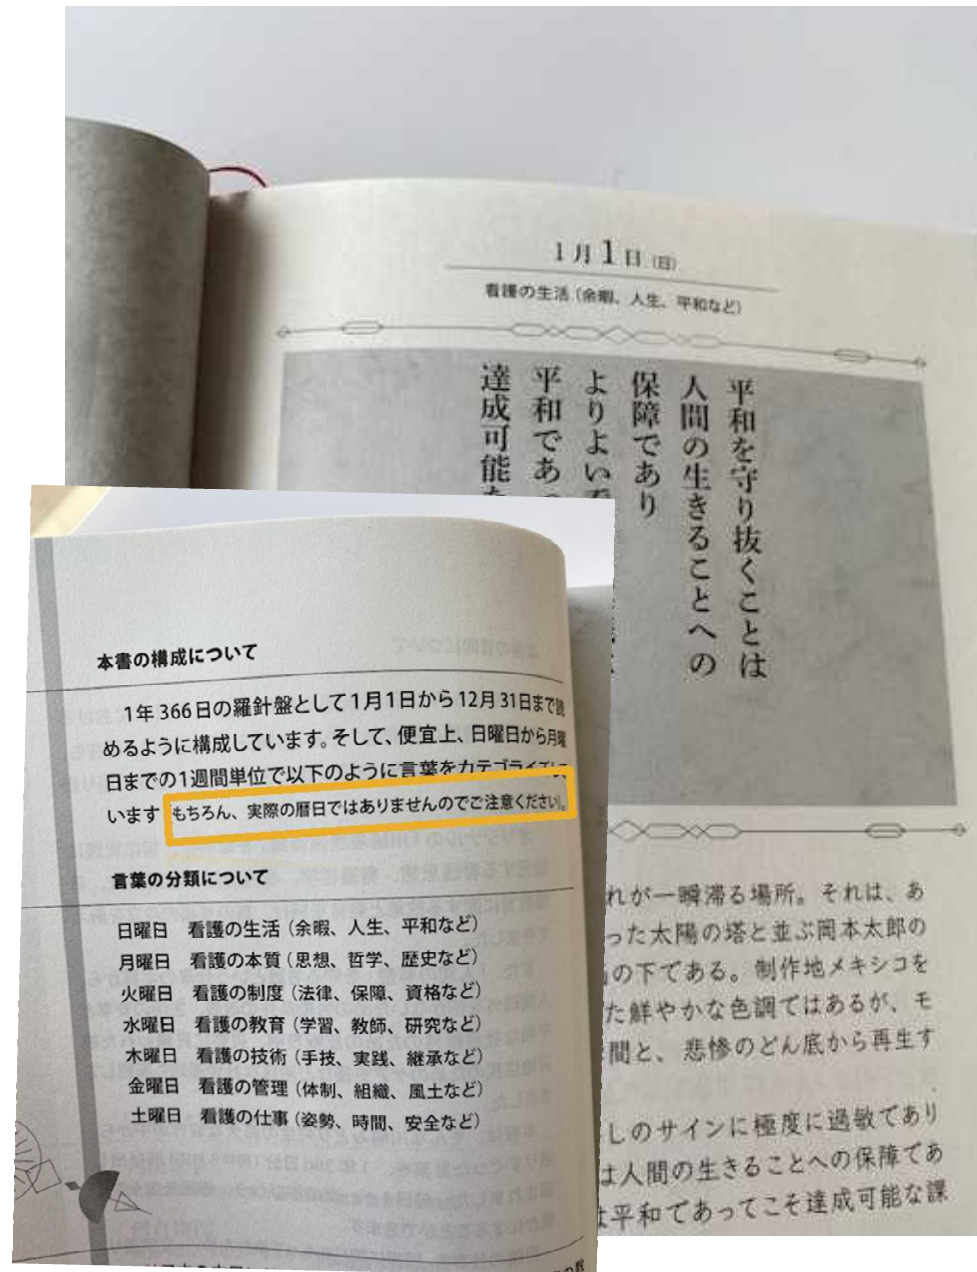 1月1日(日)
看護の生活(余暇、人生、平和など)
平和を守り抜くことは
人間の生きることへの
保障であり
よりよい
平和であ
達成可能
れが一瞬滞る場所。それは、あ
った太陽の塔と並ぶ岡本太郎の
の下である。制作地メキシコを
た鮮やかな色調ではあるが、モ
間と、悲惨のどん底から再生す
しのサインに極度に過敏であり
は人間の生きることへの保障であ
は平和であってこそ達成可能な課
本書の構成について
1年366日の羅針盤として1月1日から12月31日まで読
めるように構成しています。そして、便宜上、日曜日から月曜
日までの1週間単位で以下のように言葉をカテゴライズして
います もちろん、実際の暦日ではありませんのでご注意ください)。
言葉の分類について
日曜日 看護の生活(余暇、人生、平和など)
月曜日 看護の本質(思想、哲学、歴史など)
火曜日 看護の制度(法律、保障、資格など)
水曜日 看護の教育(学習、教師、研究など)
木曜日 看護の技術(手技、実践、継承など)
金曜日 看護の管理(体制、組織、風土など)
土曜日 看護の仕事(姿勢、時間、安全など)